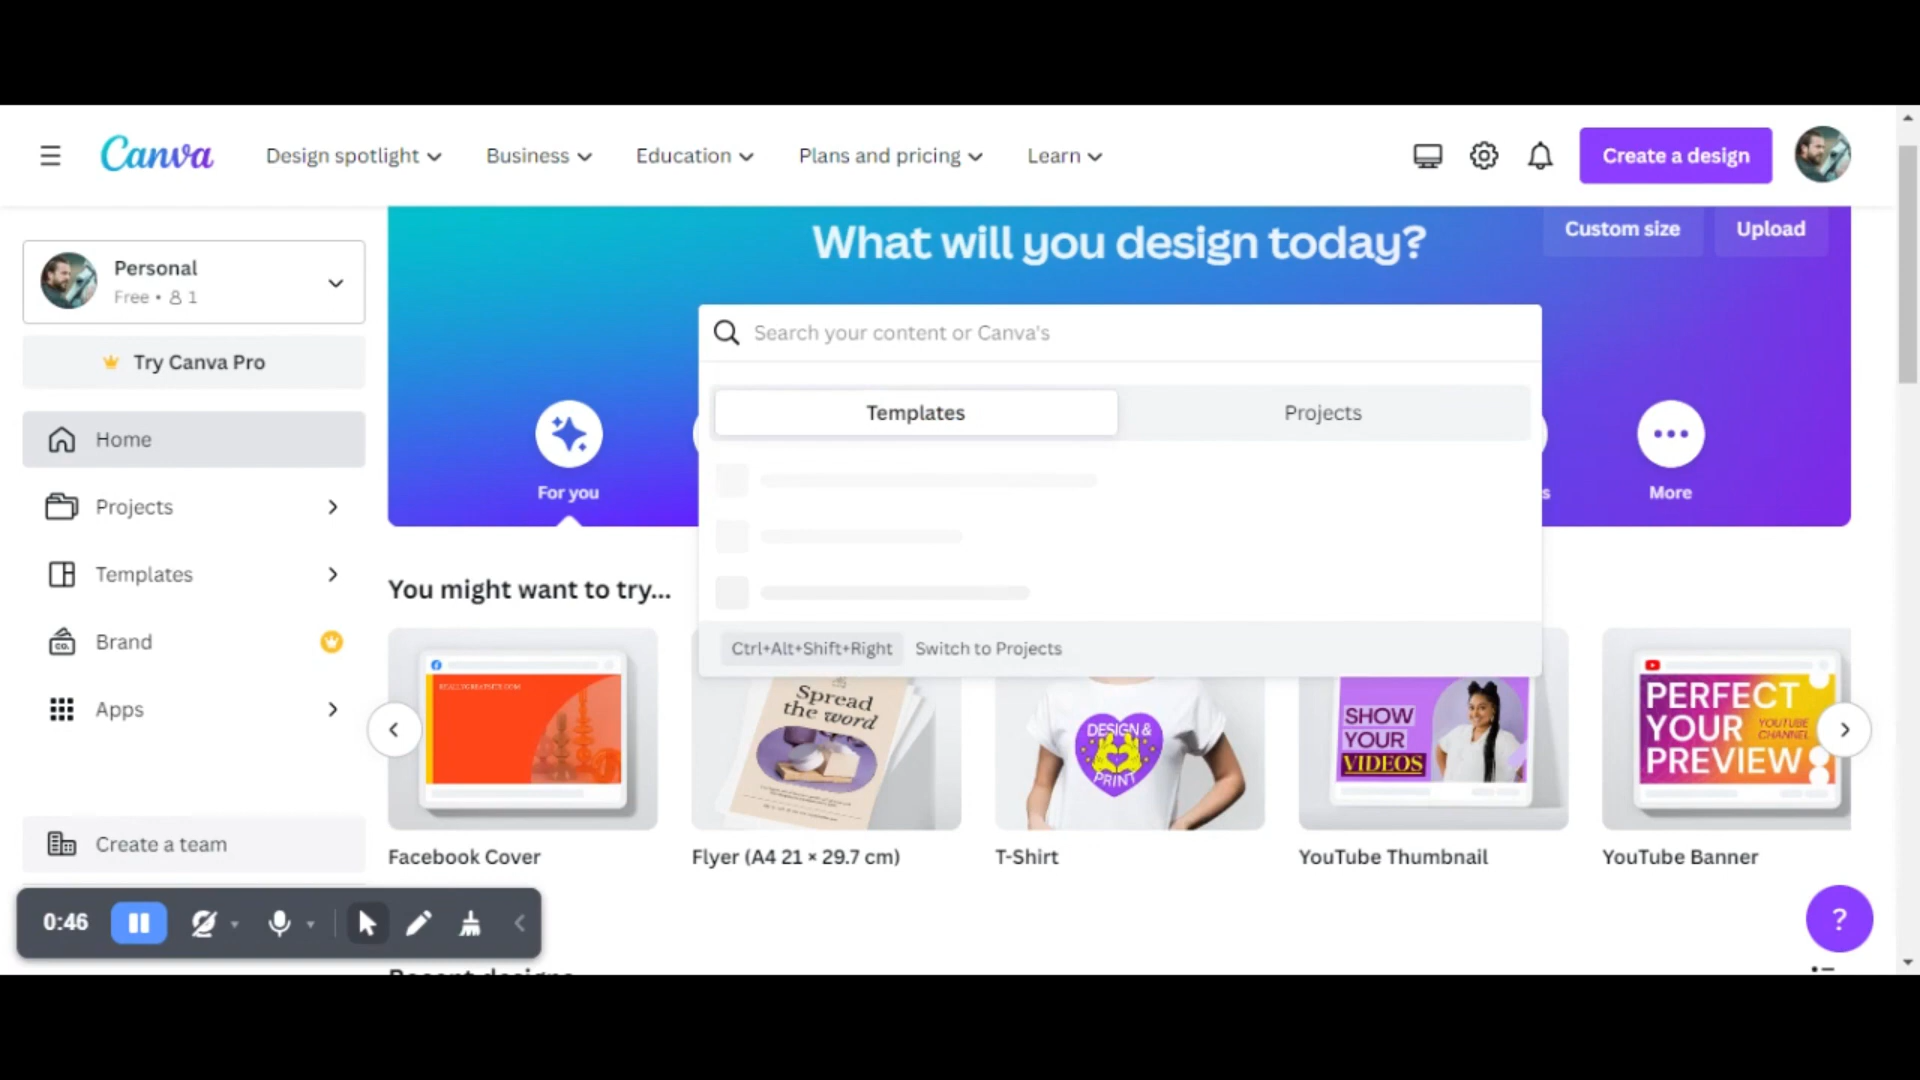 Canva
Design spotlight
Business
Education
Plans and pricing
Learn
Create a design
Personal
Free • 1
Try Canva Pro
Home
Projects
Templates
Brand
Apps
Create a team
What will you design today?
Custom size
Upload
Search your content or Canva's
Templates
Projects
For you
s
More
Ctrl+Alt+Shift+Right
Switch to Projects
You might want to try...
Spread
the word
DESIGN &
PRINT
SHOW
YOUR
VIDEOS
PERFECT
YOUR
YOUTUBE
CHANNEL
PREVIEW
Facebook Cover
Flyer (A4 21 × 29.7 cm)
T-Shirt
YouTube Thumbnail
YouTube Banner
0:46
?
Recent designs